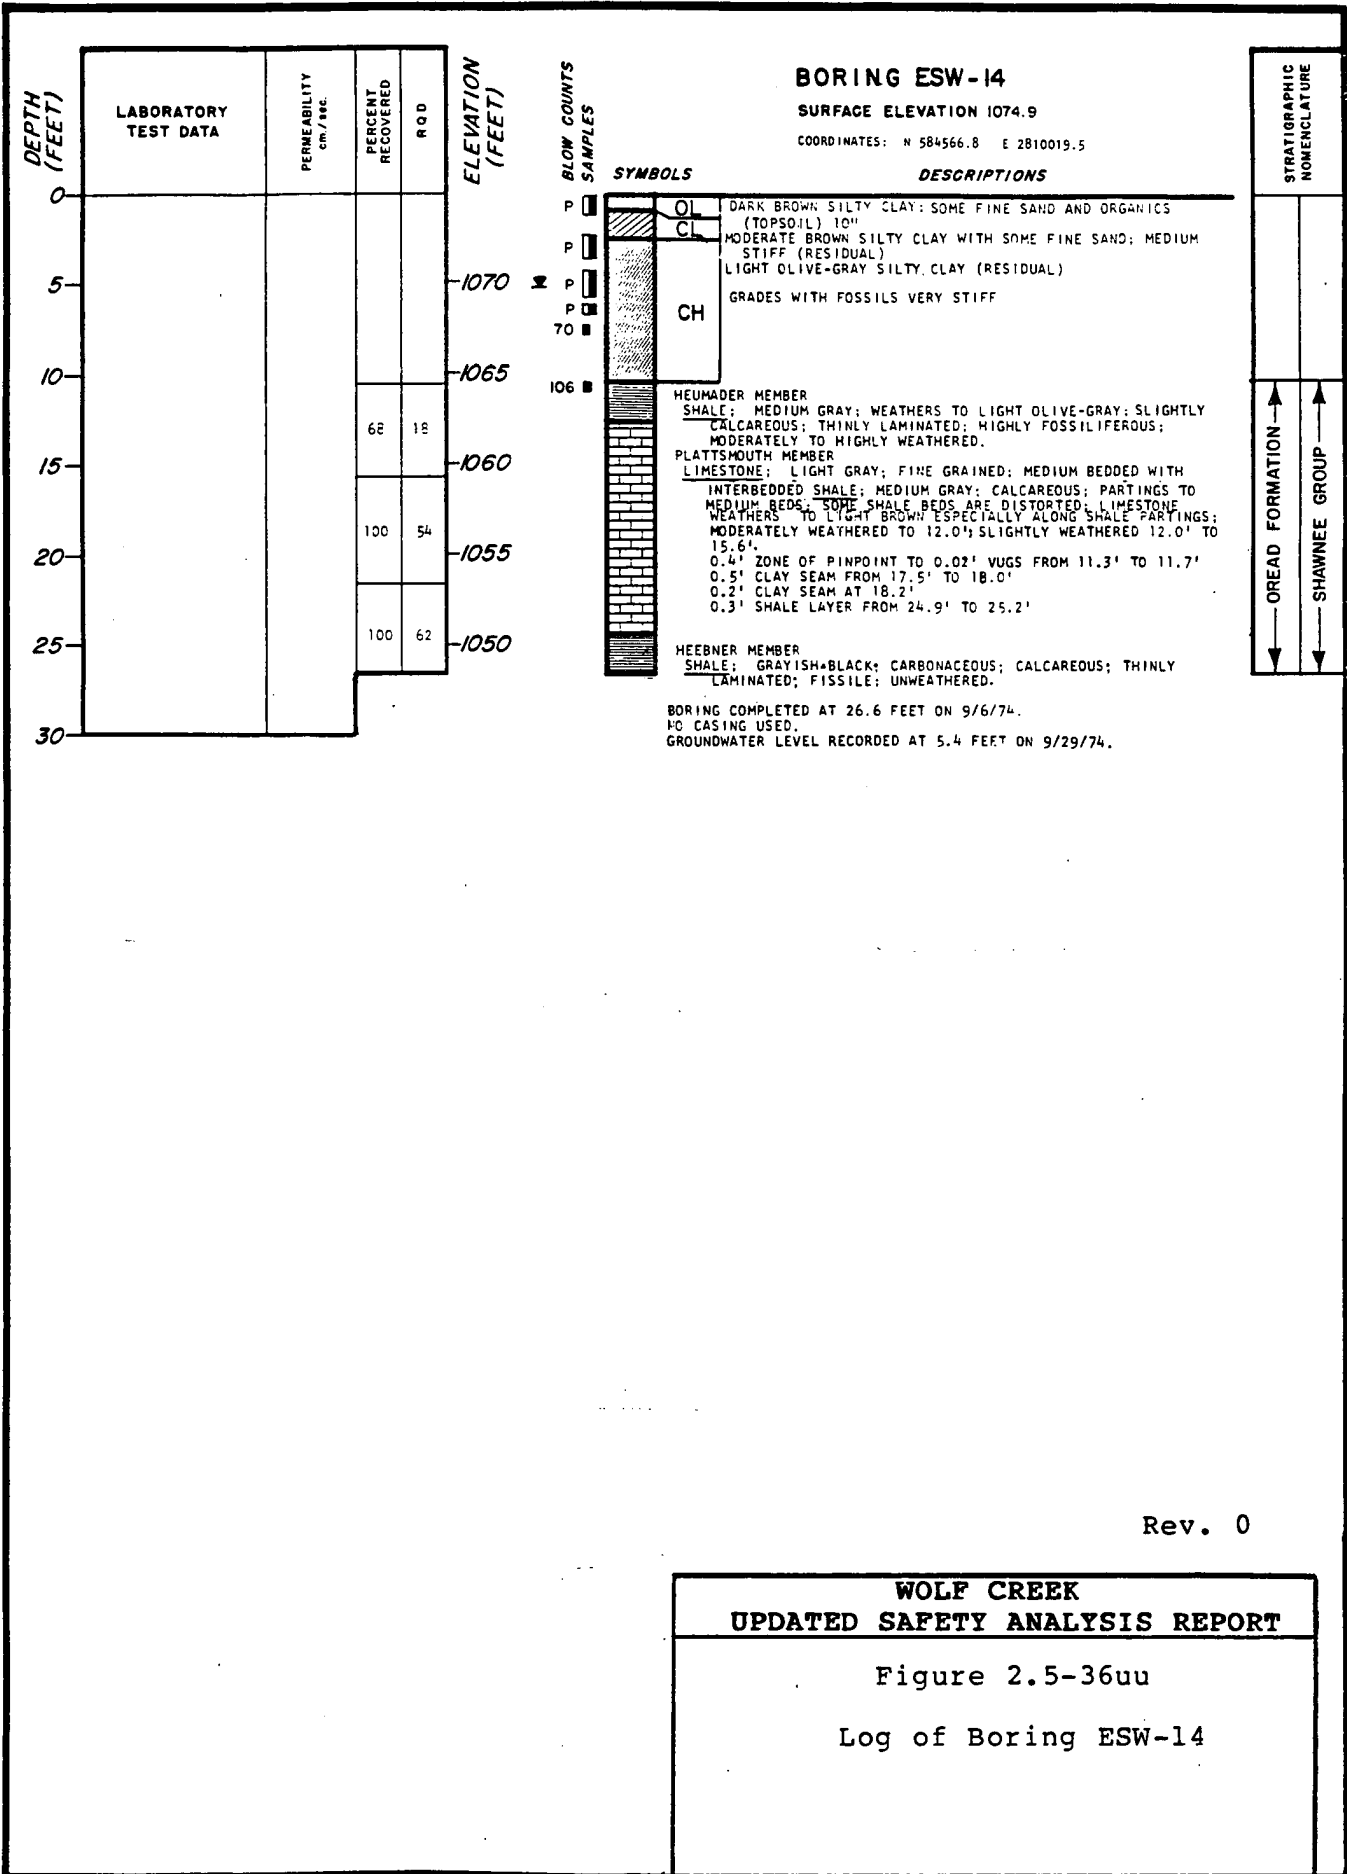 DEPTH (FEET)
LABORATORY TEST DATA
PERMEABILITY cm./sec.
PERCENT RECOVERED
RQD
ELEVATION (FEET)
BLOW COUNTS
SAMPLES
BORING ESW-14
SURFACE ELEVATION 1074.9
COORDINATES: N 584566.8 E 2810019.5
SYMBOLS
DESCRIPTIONS
STRATIGRAPHIC NOMENCLATURE
0
5
10
15
20
25
30
68 18
100 54
100 62
1070
1065
1060
1055
1050
P
P
P
P
70
106
OL
CL
CH
DARK BROWN SILTY CLAY: SOME FINE SAND AND ORGANICS
(TOPSOIL) 10"
MODERATE BROWN SILTY CLAY WITH SOME FINE SAND; MEDIUM
STIFF (RESIDUAL)
LIGHT OLIVE-GRAY SILTY CLAY (RESIDUAL)
GRADES WITH FOSSILS VERY STIFF
HEUMADER MEMBER
SHALE; MEDIUM GRAY; WEATHERS TO LIGHT OLIVE-GRAY; SLIGHTLY
CALCAREOUS; THINLY LAMINATED; HIGHLY FOSSILIFEROUS;
MODERATELY TO HIGHLY WEATHERED.
PLATTSMOUTH MEMBER
LIMESTONE; LIGHT GRAY; FINE GRAINED; MEDIUM BEDDED WITH
INTERBEDDED SHALE; MEDIUM GRAY; CALCAREOUS; PARTINGS TO
MEDIUM BEDS; SOME SHALE BEDS ARE DISTORTED; LIMESTONE
WEATHERS TO LIGHT BROWN ESPECIALLY ALONG SHALE PARTINGS;
MODERATELY WEATHERED TO 12.0'; SLIGHTLY WEATHERED 12.0' TO
15.6'.
0.4' ZONE OF PINPOINT TO 0.02' VUGS FROM 11.3' TO 11.7'
0.5' CLAY SEAM FROM 17.5' TO 18.0'
0.2' CLAY SEAM AT 18.2'
0.3' SHALE LAYER FROM 24.9' TO 25.2'
HEEBNER MEMBER
SHALE; GRAYISH-BLACK; CARBONACEOUS; CALCAREOUS; THINLY
LAMINATED; FISSILE; UNWEATHERED.
BORING COMPLETED AT 26.6 FEET ON 9/6/74.
NO CASING USED.
GROUNDWATER LEVEL RECORDED AT 5.4 FEET ON 9/29/74.
OREAD FORMATION
SHAWNEE GROUP
Rev. 0
WOLF CREEK
UPDATED SAFETY ANALYSIS REPORT
Figure 2.5-36uu
Log of Boring ESW-14